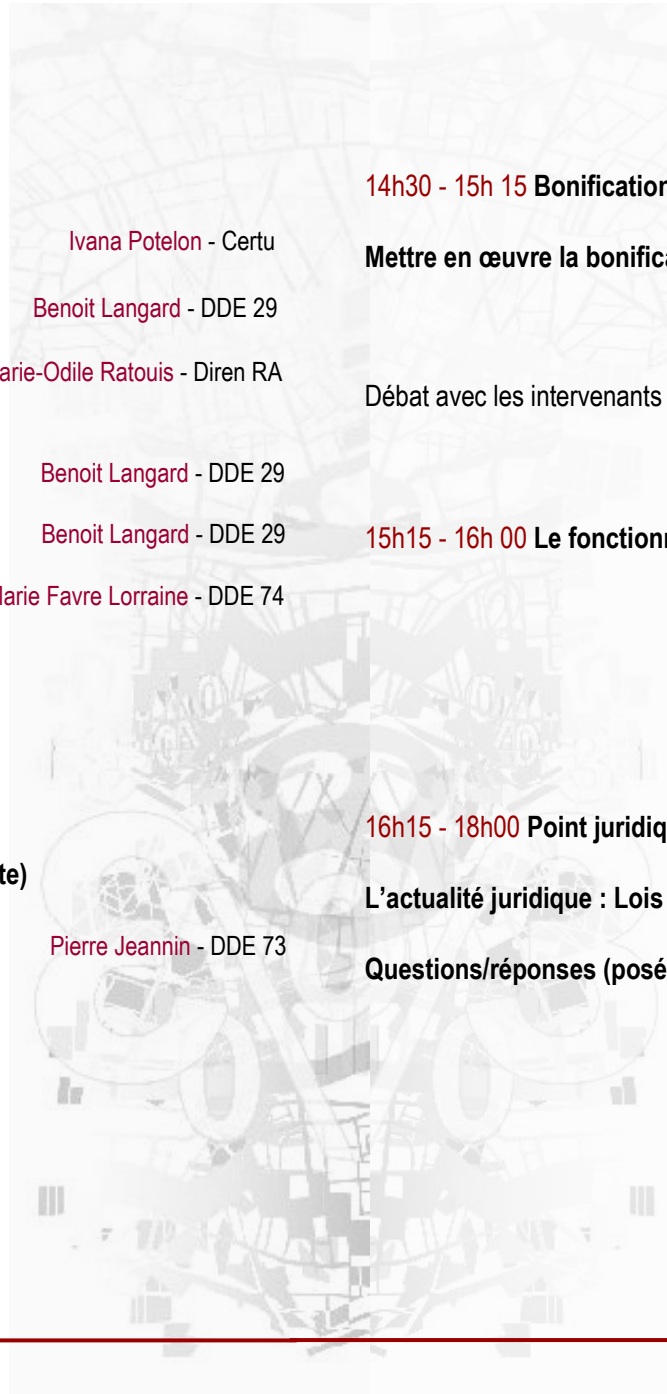 Ivana Potelon - Certu
Benoit Langard - DDE 29
arie-Odile Ratouis - Diren RA
Benoit Langard - DDE 29
Benoit Langard - DDE 29
Marie Favre Lorraine - DDE 74
te)
Pierre Jeannin - DDE 73
14h30 - 15h 15 Bonification
Mettre en œuvre la bonifica
Débat avec les intervenants
15h15 - 16h 00 Le fonctionn
16h15 - 18h00 Point juridiq
L’actualité juridique : Lois
Questions/réponses (posé